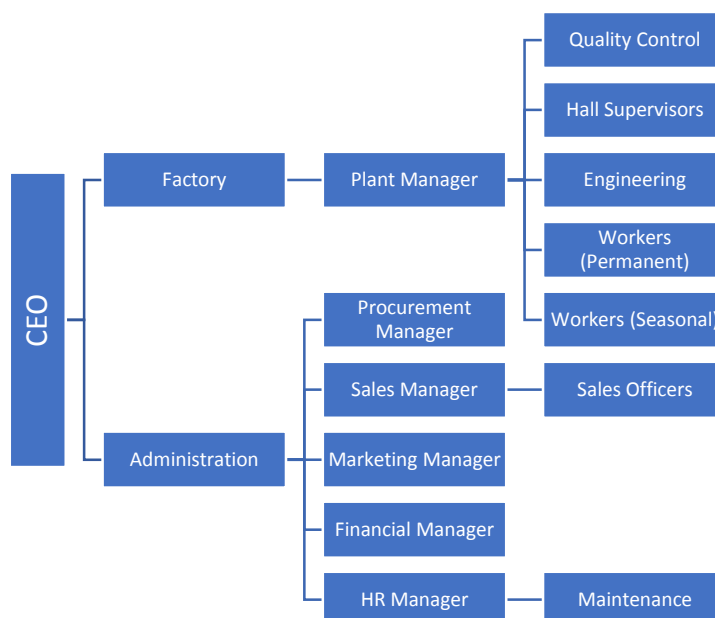 Quality Control
Hall Supervisors
Factory
Plant Manager
Engineering
Workers
(Permanent)
CEO
Procurement
Manager
Workers (Seasonal)
Sales Manager
Sales Officers
Administration
Marketing Manager
Financial Manager
HR Manager
Maintenance